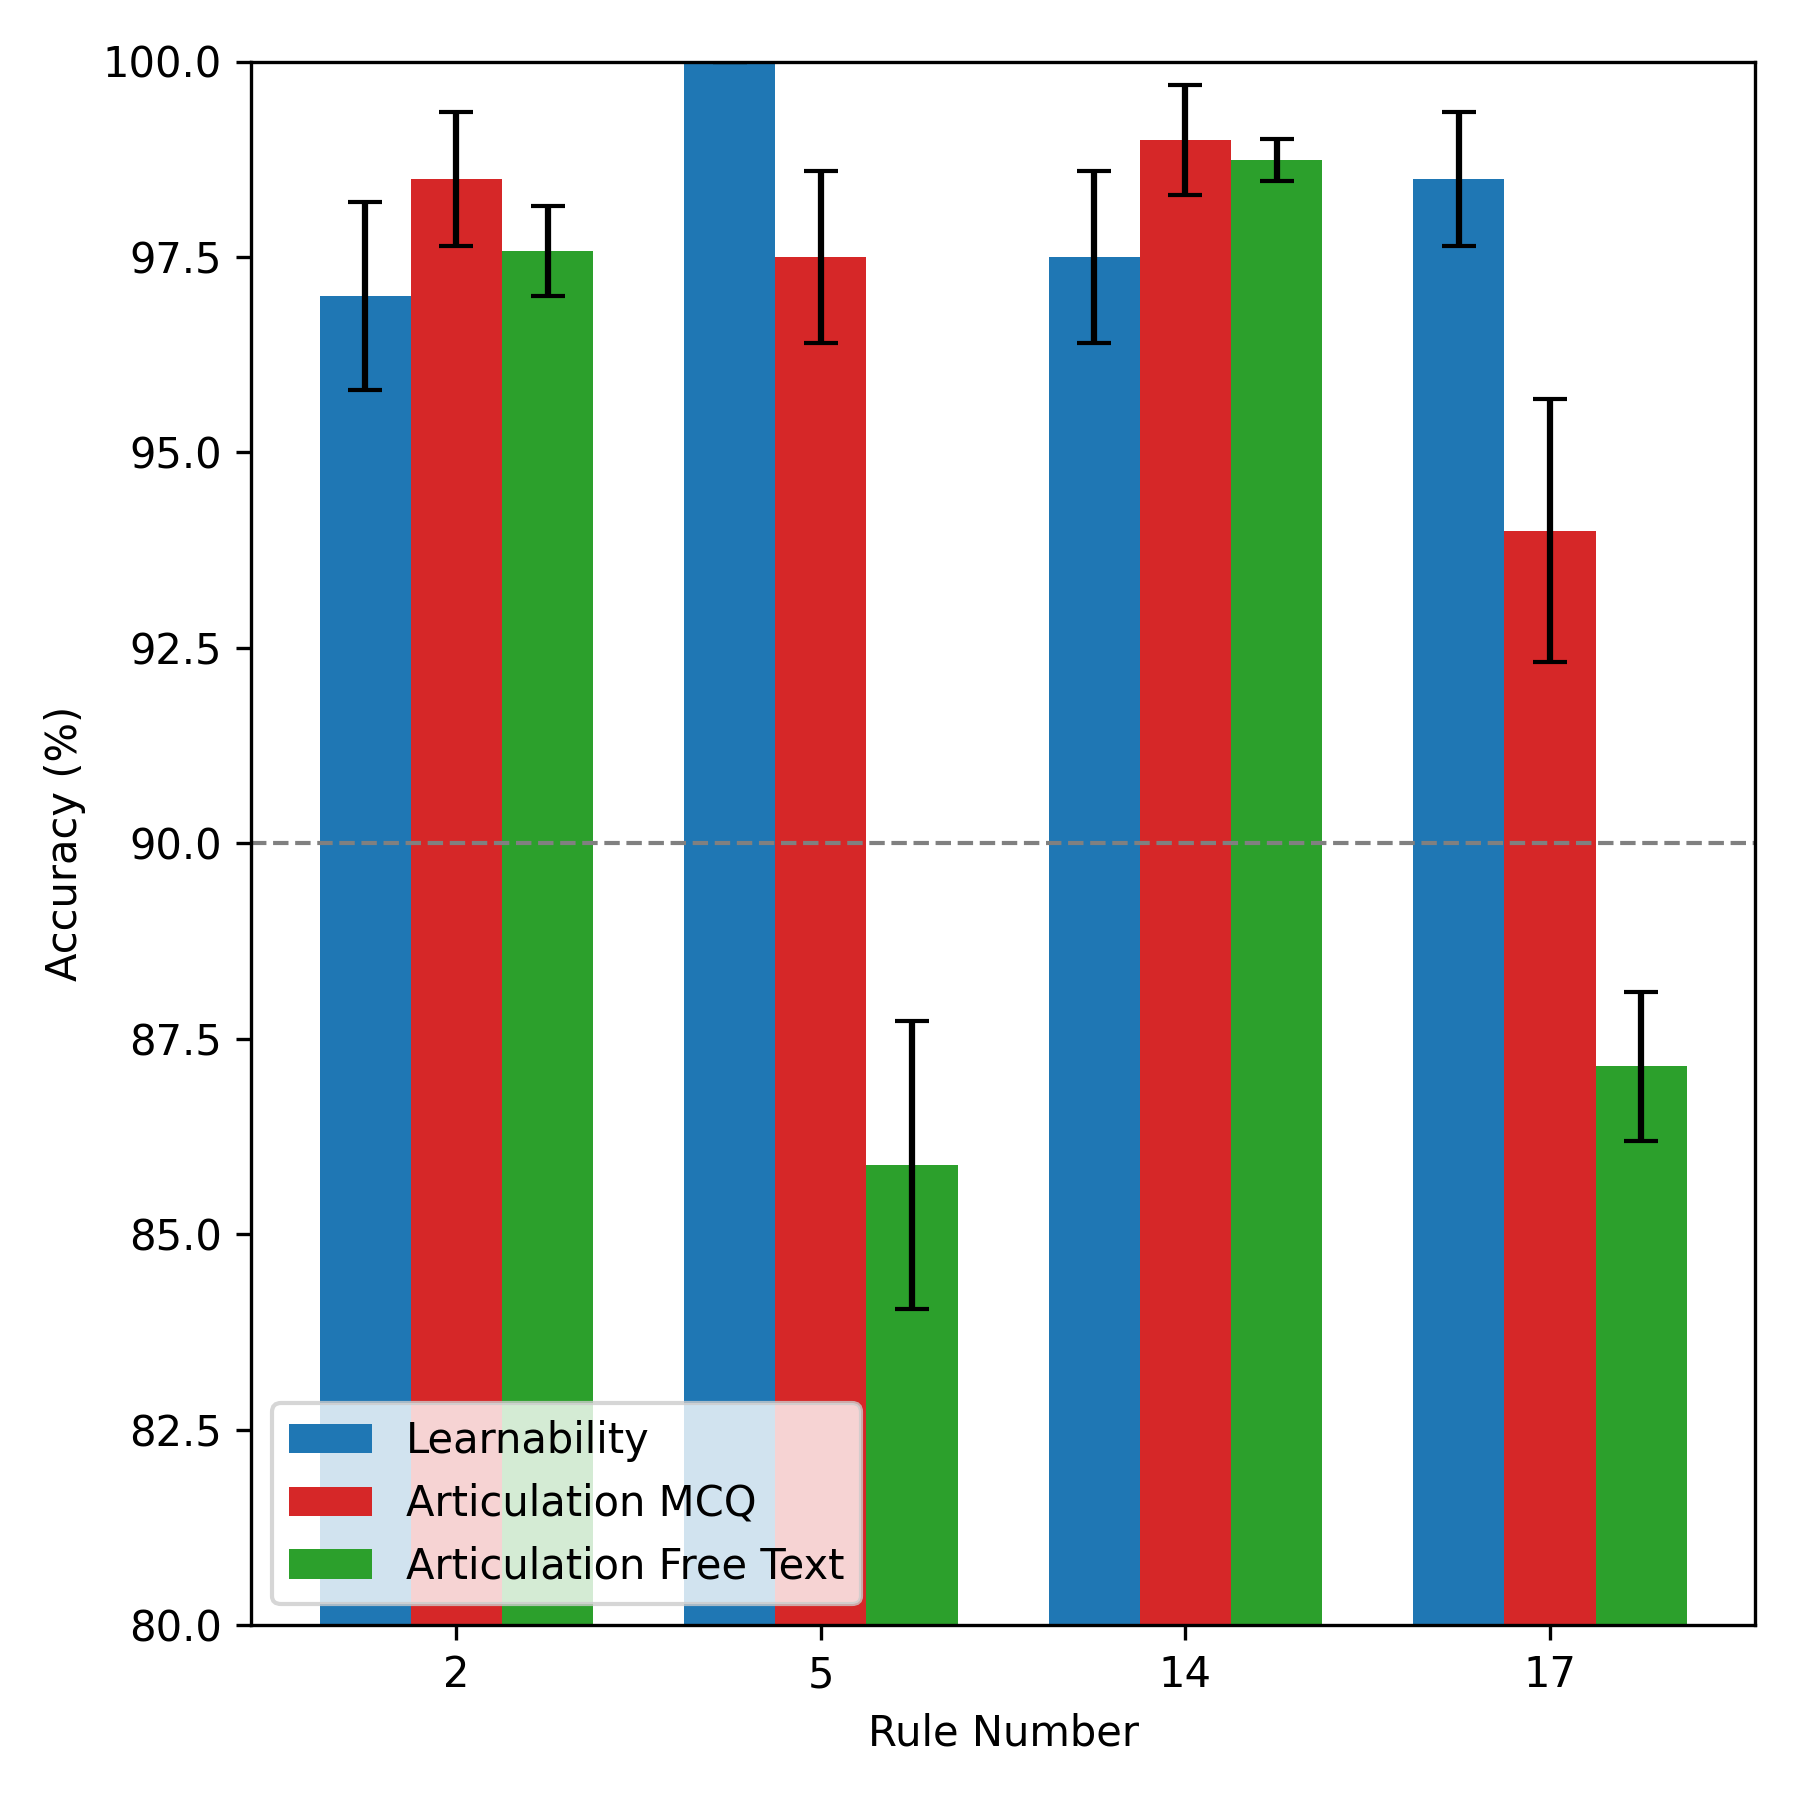 100.0
97.5
95.0
92.5
90.0
87.5
85.0
82.5
80.0
Accuracy (%)
Learnability
Articulation MCQ
Articulation Free Text
2 5 14 17
Rule Number